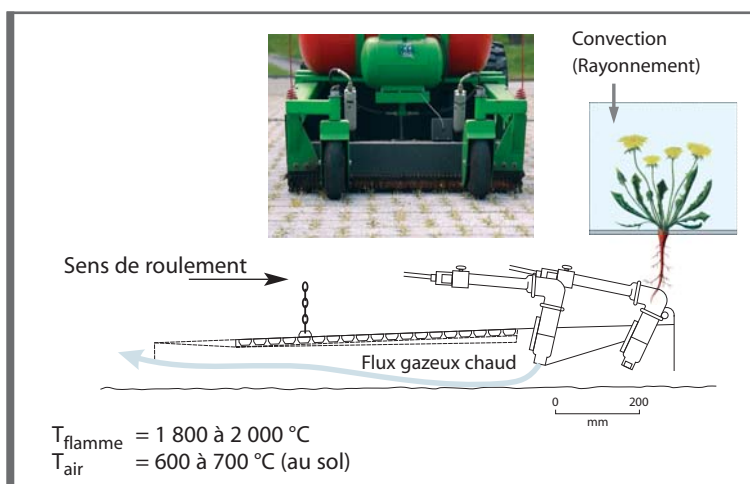 Convection
(Rayonnement)
Sens de roulement
Flux gazeux chaud
0 200
mm
T flamme = 1 800 à 2 000 °C
T air = 600 à 700 °C (au sol)